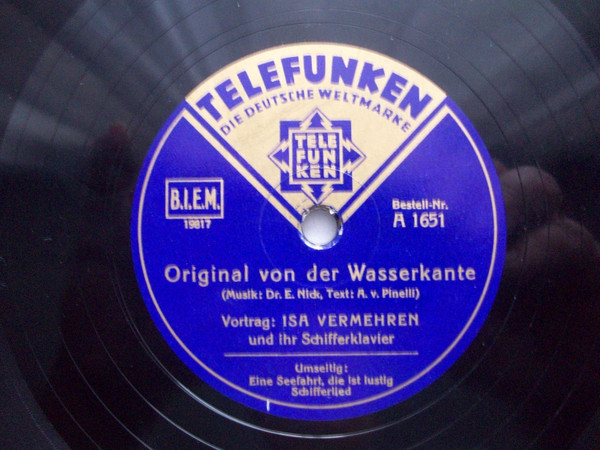 TELEFUNKEN
DIE DEUTSCHE WELTMARKE
TELE
FUN
KEN
B.I.E.M.
19817
Bestell-Nr.
A 1651
Original von der Wasserkante
(Musik: Dr. E. Nick, Text: A. v. Pinelli)
Vortrag: ISA VERMEHREN
und ihr Schifferklavier
Umseitig:
Eine Seefahrt, die ist lustig
Schifferlied